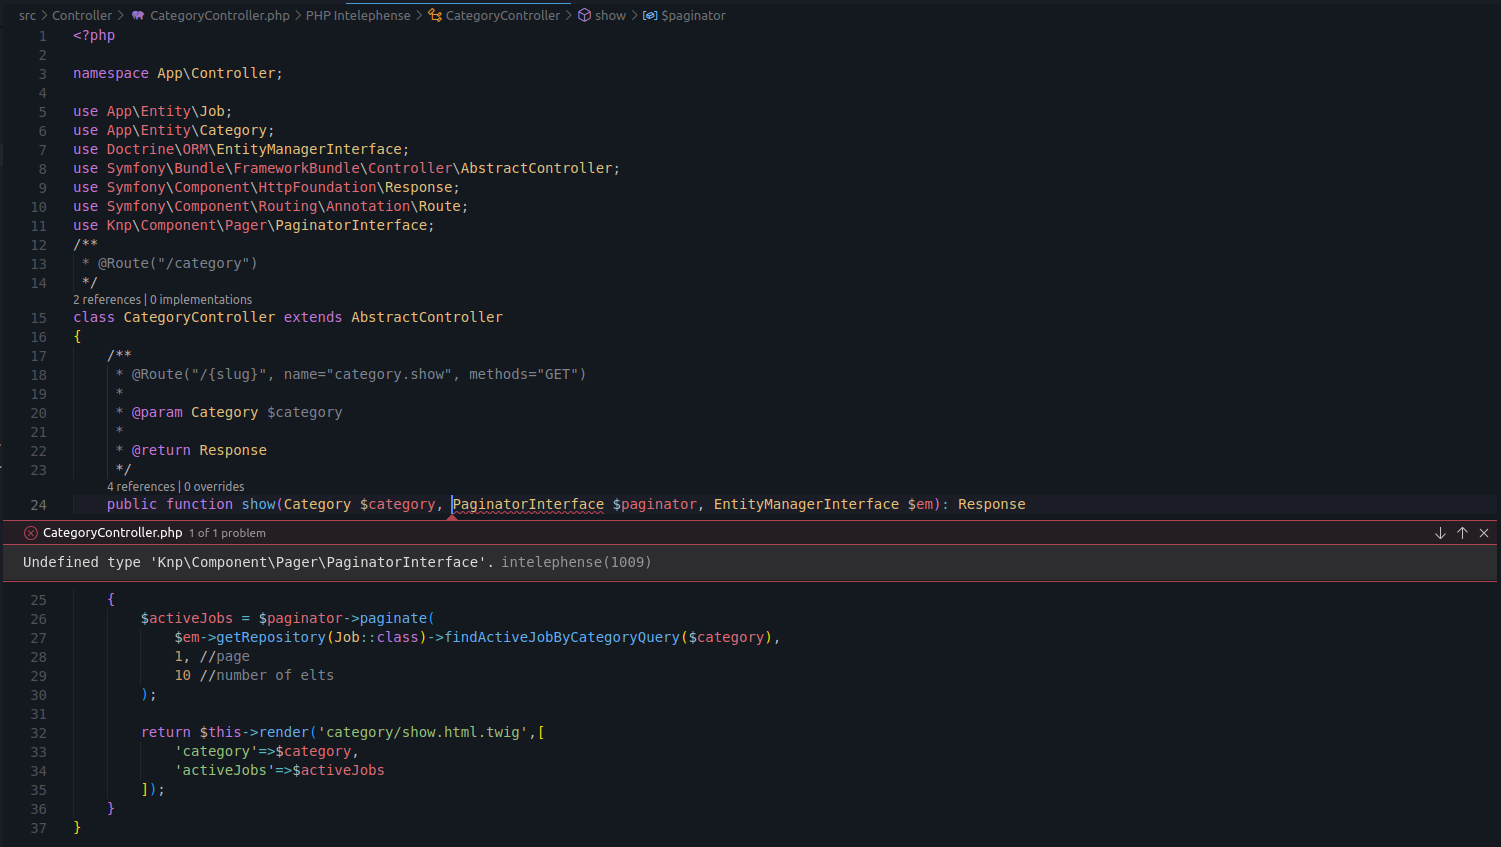 src > Controller > CategoryController.php > PHP Intelephense > CategoryController > show > $paginator
1 <?php
2
3 namespace App\Controller;
4
5 use App\Entity\Job;
6 use App\Entity\Category;
7 use Doctrine\ORM\EntityManagerInterface;
8 use Symfony\Bundle\FrameworkBundle\Controller\AbstractController;
9 use Symfony\Component\HttpFoundation\Response;
10 use Symfony\Component\Routing\Annotation\Route;
11 use Knp\Component\Pager\PaginatorInterface;
12 /**
13  * @Route("/category")
14  */
2 references | 0 implementations
15 class CategoryController extends AbstractController
16 {
17     /**
18      * @Route("/{slug}", name="category.show", methods="GET")
19      *
20      * @param Category $category
21      *
22      * @return Response
23      */
4 references | 0 overrides
24     public function show(Category $category, PaginatorInterface $paginator, EntityManagerInterface $em): Response
CategoryController.php 1 of 1 problem
Undefined type 'Knp\Component\Pager\PaginatorInterface'. intelephense(1009)
25     {
26         $activeJobs = $paginator->paginate(
27             $em->getRepository(Job::class)->findActiveJobByCategoryQuery($category),
28             1, //page
29             10 //number of elts
30         );
31
32         return $this->render('category/show.html.twig',[
33             'category'=>$category,
34             'activeJobs'=>$activeJobs
35         ]);
36     }
37 }